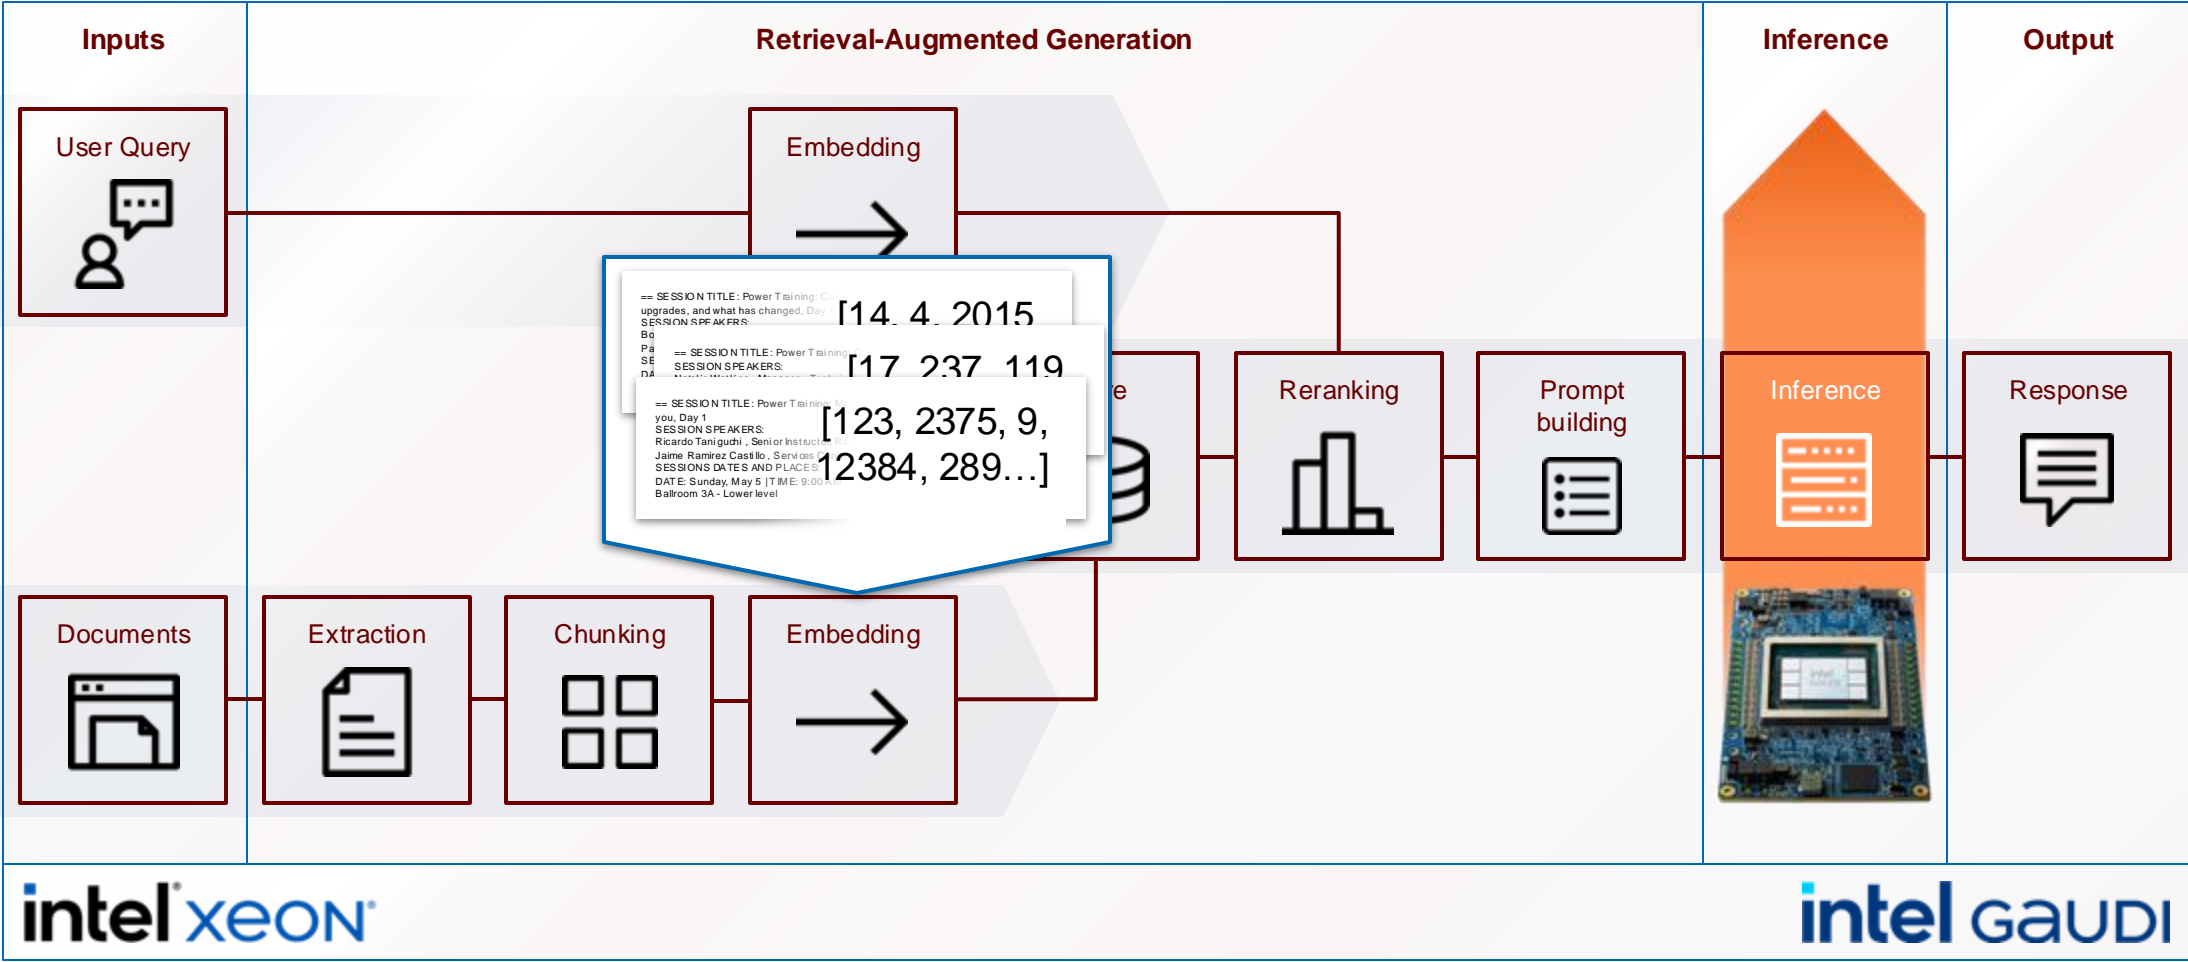 Inputs
Retrieval-Augmented Generation
Inference
Output
User Query
Embedding
== SESSION TITLE: Power Training:
upgrades, and what has changed, Day
SESSION SPEAKERS:
[14, 4, 2015
== SESSION TITLE: Power Training:
SESSION SPEAKERS:
[17, 237, 119
== SESSION TITLE: Power Training:
you, Day 1
SESSION SPEAKERS:
Ricardo Taniguchi, Senior Instructor,
Jaime Ramirez Castillo, Services
SESSIONS DATES AND PLACES:
DATE: Sunday, May 5 | TIME: 9:00
Ballroom 3A - Lower level
[123, 2375, 9,
12384, 289...]
re
Reranking
Prompt
building
Inference
Response
Documents
Extraction
Chunking
Embedding
intel
intel xeon
intel GAUDI